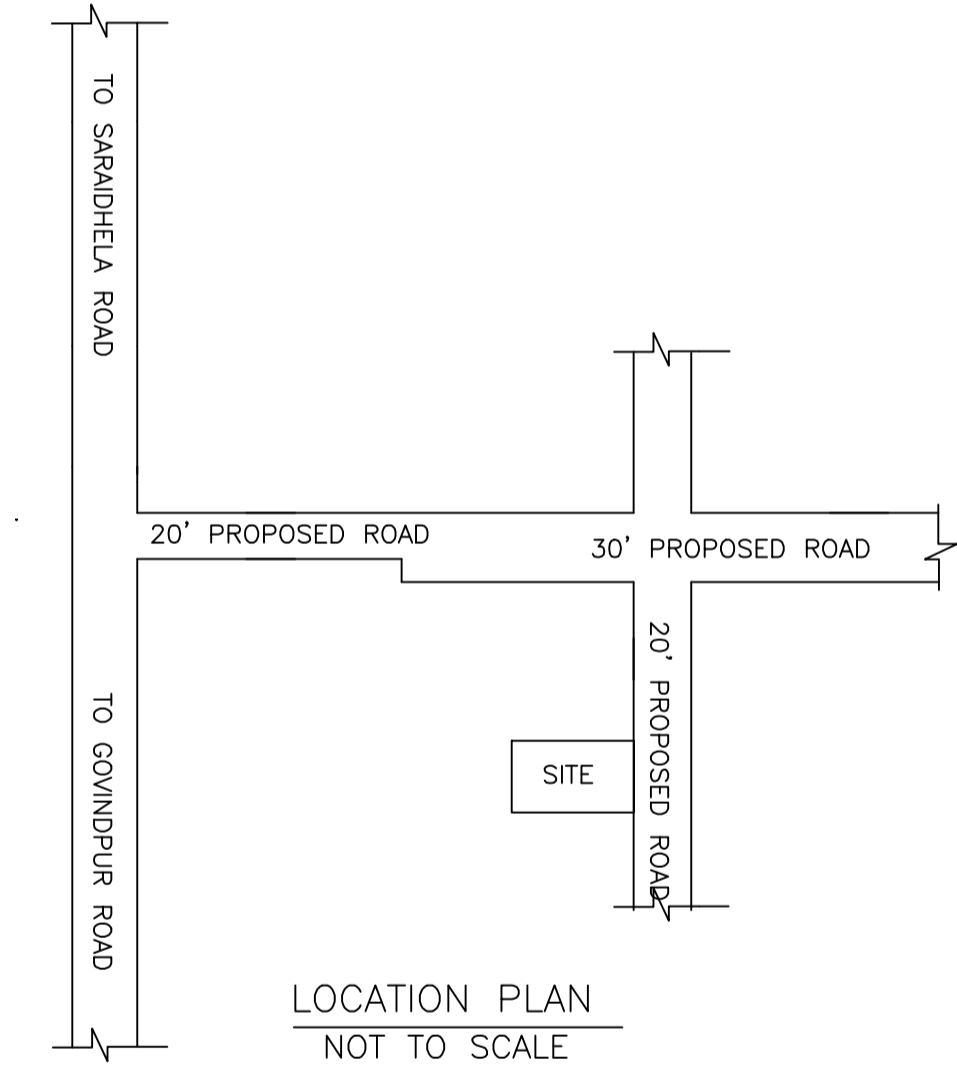 TO SARAIDHELA ROAD
20' PROPOSED ROAD
30' PROPOSED ROAD
20' PROPOSED ROAD
SITE
TO GOVINDPUR ROAD
LOCATION PLAN
NOT TO SCALE